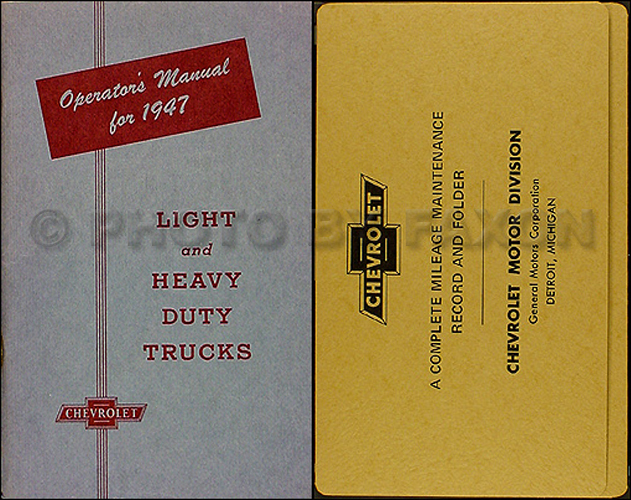 Operator's Manual
for 1947
LIGHT
and
HEAVY
DUTY
TRUCKS
CHEVROLET
© PHOTO BY FAXON
CHEVROLET
A COMPLETE MILEAGE MAINTENANCE
RECORD AND FOLDER
CHEVROLET MOTOR DIVISION
General Motors Corporation
DETROIT, MICHIGAN